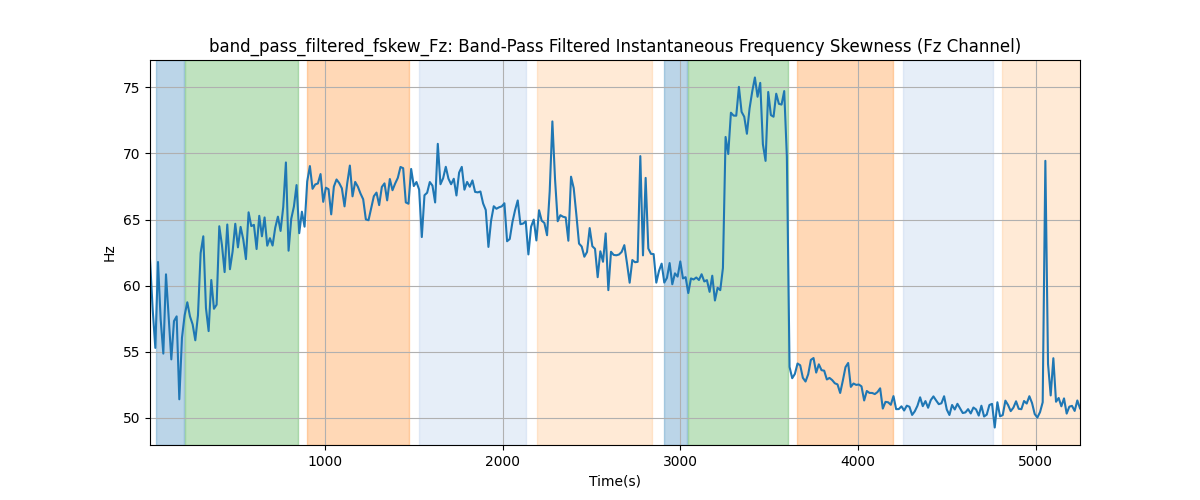 band_pass_filtered_fskew_Fz: Band-Pass Filtered Instantaneous Frequency Skewness (Fz Channel)
75
70
65
60
55
50
Hz
1000 2000 3000 4000 5000
Time(s)